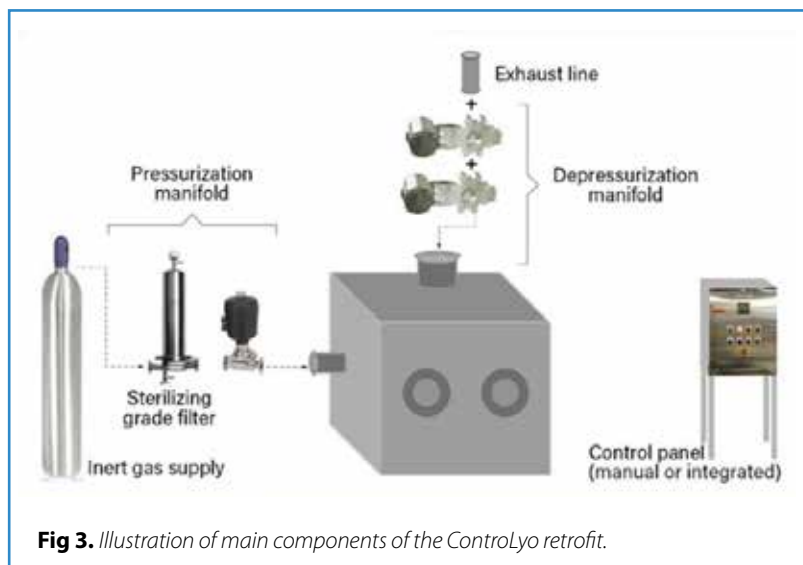 Exhaust line
+
+
Pressurization
manifold
Depressurization
manifold
Sterilizing
grade filter
Inert gas supply
Control panel
(manual or integrated)
Fig 3. Illustration of main components of the ControLyo retrofit.